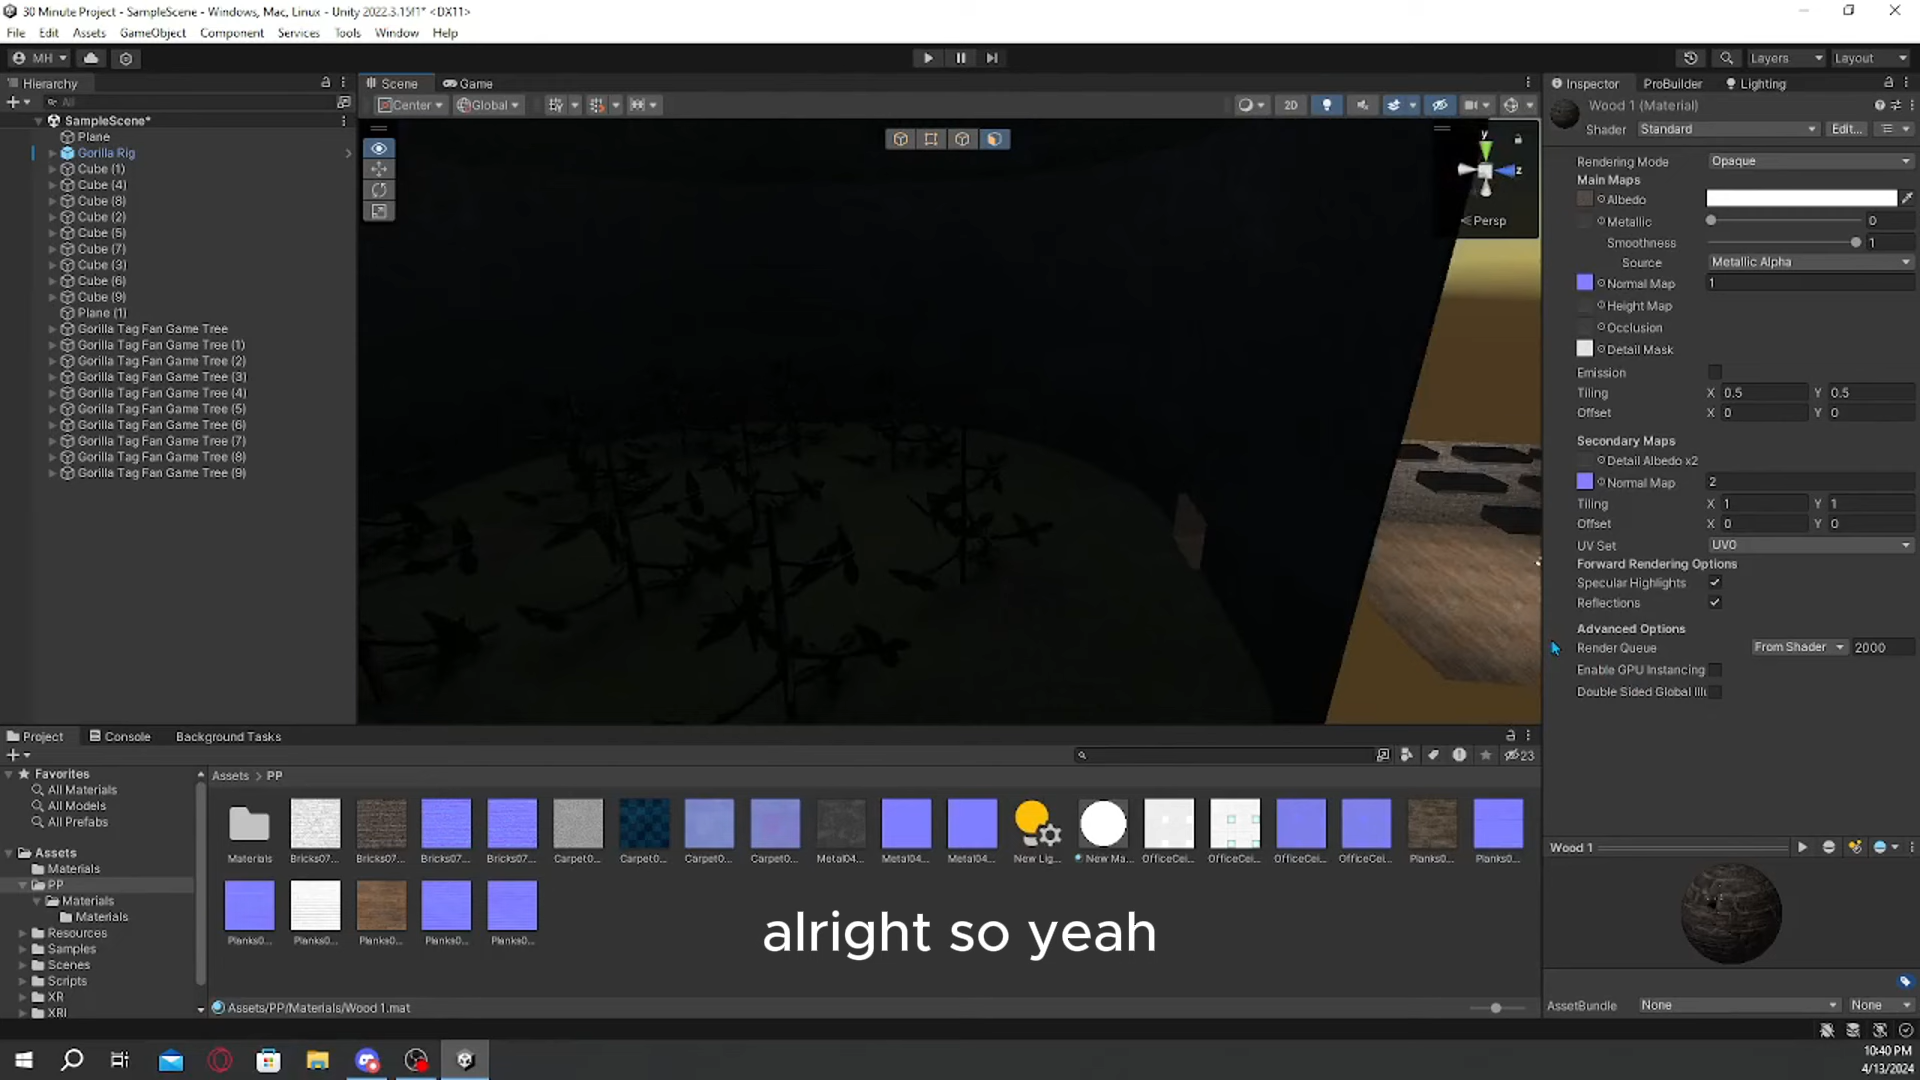 30 Minute Project - SampleScene - Windows, Mac, Linux - Unity 2022.3.15f1* <DX11>
File Edit Assets GameObject Component Services Tools Window Help
MH Layers Layout
Hierarchy
All
SampleScene*
Plane
Gorilla Rig
Cube (1)
Cube (4)
Cube (8)
Cube (2)
Cube (5)
Cube (7)
Cube (3)
Cube (6)
Cube (9)
Plane (1)
Gorilla Tag Fan Game Tree
Gorilla Tag Fan Game Tree (1)
Gorilla Tag Fan Game Tree (2)
Gorilla Tag Fan Game Tree (3)
Gorilla Tag Fan Game Tree (4)
Gorilla Tag Fan Game Tree (5)
Gorilla Tag Fan Game Tree (6)
Gorilla Tag Fan Game Tree (7)
Gorilla Tag Fan Game Tree (8)
Gorilla Tag Fan Game Tree (9)
Scene Game
Center Global 2D
y
z
< Persp
Inspector ProBuilder Lighting
Wood 1 (Material)
Shader Standard Edit...
Rendering Mode Opaque
Main Maps
Albedo
Metallic 0
Smoothness 1
Source Metallic Alpha
Normal Map 1
Height Map
Occlusion
Detail Mask
Emission
Tiling X 0.5 Y 0.5
Offset X 0 Y 0
Secondary Maps
Detail Albedo x2
Normal Map 2
Tiling X 1 Y 1
Offset X 0 Y 0
UV Set UV0
Forward Rendering Options
Specular Highlights
Reflections
Advanced Options
Render Queue From Shader 2000
Enable GPU Instancing
Double Sided Global Illu
Project Console Background Tasks
23
Favorites
All Materials
All Models
All Prefabs
Assets
Materials
PP
Materials
Materials
Resources
Samples
Scenes
Scripts
XR
XRI
Assets > PP
Materials Bricks07... Bricks07... Bricks07... Bricks07... Carpet0... Carpet0... Carpet0... Carpet0... Metal04... Metal04... Metal04... New Lig... New Ma... OfficeCei... OfficeCei... OfficeCei... OfficeCei... Planks0... Planks0...
Planks0... Planks0... Planks0... Planks0... Planks0...
Assets/PP/Materials/Wood 1.mat
alright so yeah
Wood 1
AssetBundle None None
10:40 PM
4/13/2024